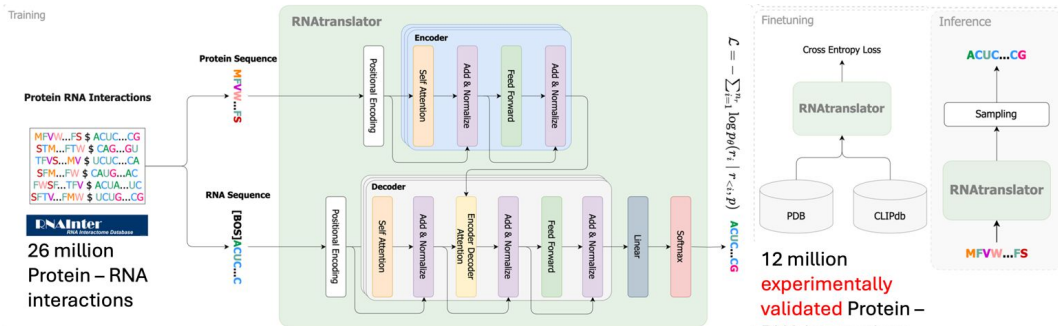 Training
RNAtranslator
Encoder
Protein Sequence
MFVW...FS
Positional Encoding
Self Attention
Add & Normalize
Feed Forward
Add & Normalize
Protein RNA Interactions
MFVW...FS $ ACUC...CG
STM...FTW $ CAG...GU
TFVS...MV $ UCUC...CA
SFM...FW $ CAUG...AC
FWSF...TFV $ ACUA...UC
SFTV...FMW $ UCUG...CG
RNAInter
RNA Interactome Database
26 million
Protein – RNA
interactions
RNA Sequence
[BOS]ACUC...C
Positional Encoding
Decoder
Self Attention
Add & Normalize
Encoder Decoder
Attention
Add & Normalize
Feed Forward
Add & Normalize
Linear
Softmax
ℒ = − ∑ᵢ₌₁ⁿʳ log pθ(rᵢ | r<ᵢ, p)
ACUC...CG
Finetuning
Cross Entropy Loss
RNAtranslator
PDB
CLIPdb
12 million
experimentally
validated Protein –
Inference
ACUC...CG
Sampling
RNAtranslator
MFVW...FS